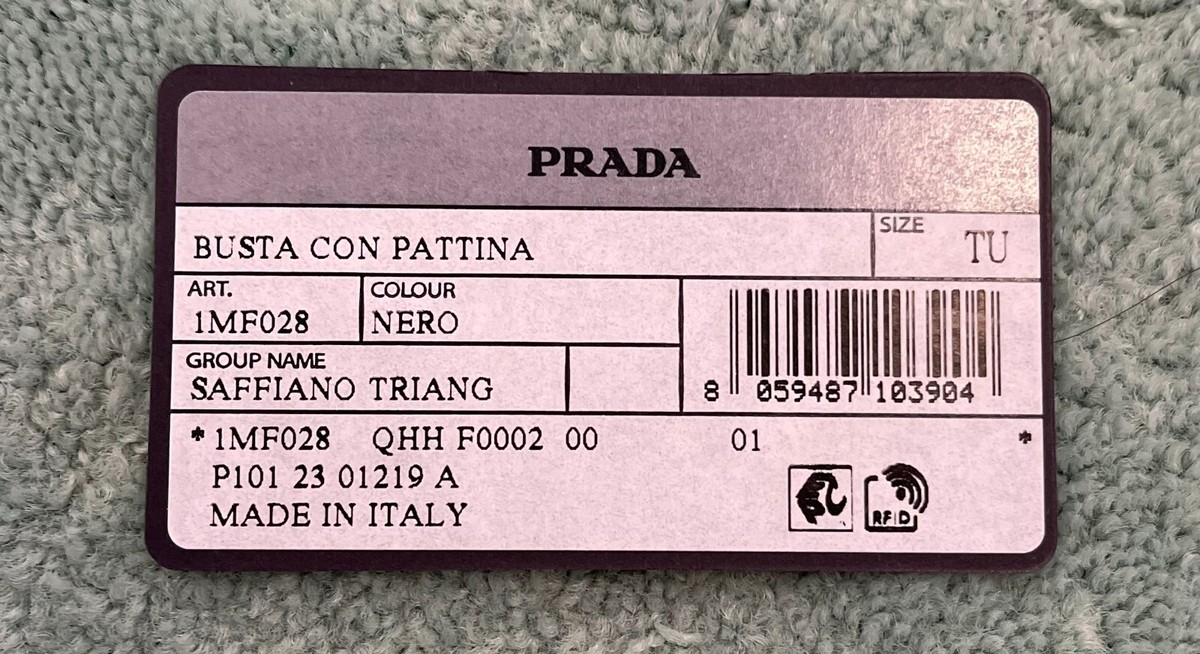 PRADA
BUSTA CON PATTINA
SIZE
TU
ART.
1MF028
COLOUR
NERO
GROUP NAME
SAFFIANO TRIANG
8 059487 103904
* 1MF028 QHH F0002 00 01 *
P101 23 01219 A
MADE IN ITALY
RFID